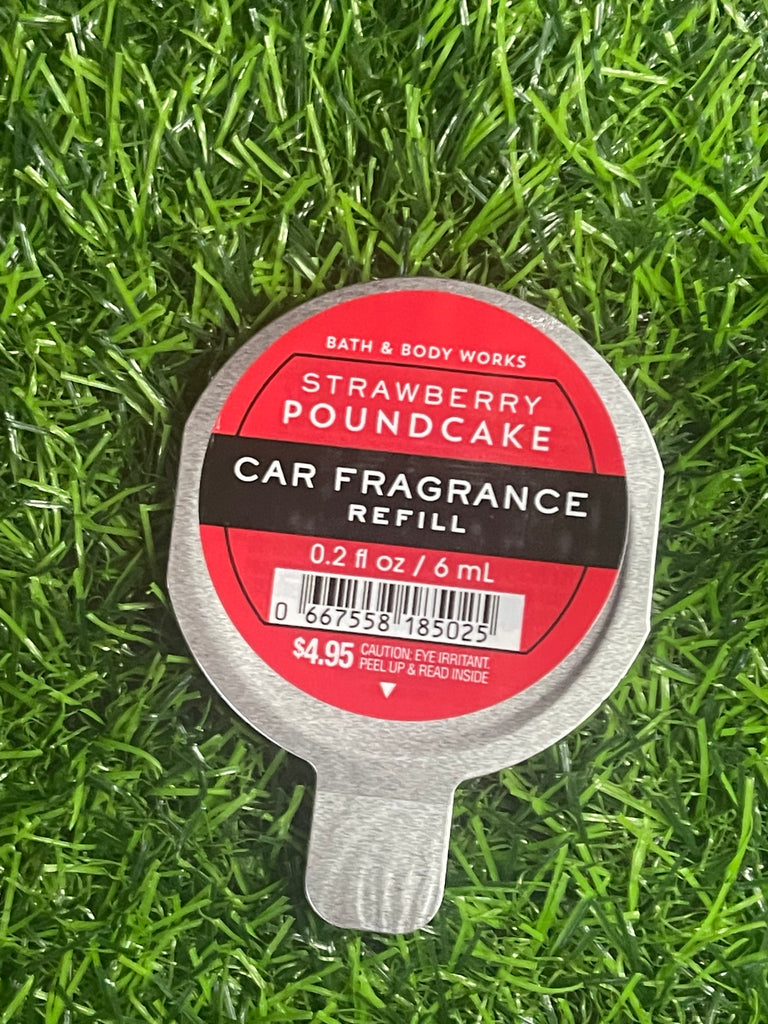 BATH & BODY WORKS
STRAWBERRY
POUNDCAKE
CAR FRAGRANCE
REFILL
0.2 fl oz / 6 mL
0 667558 185025
$4.95 CAUTION: EYE IRRITANT.
PEEL UP & READ INSIDE